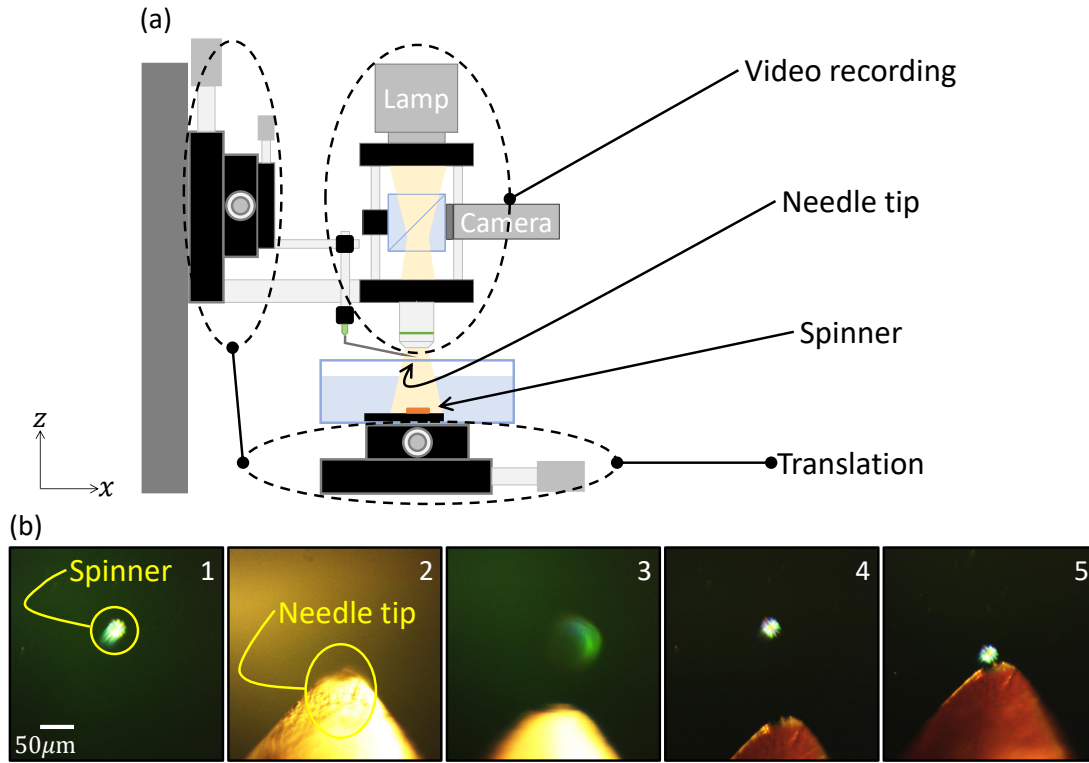 (a)
Lamp
Video recording
Needle tip
Camera
Spinner
Translation
z
x
(b)
Spinner
1
Needle tip
2
3
4
5
50μm